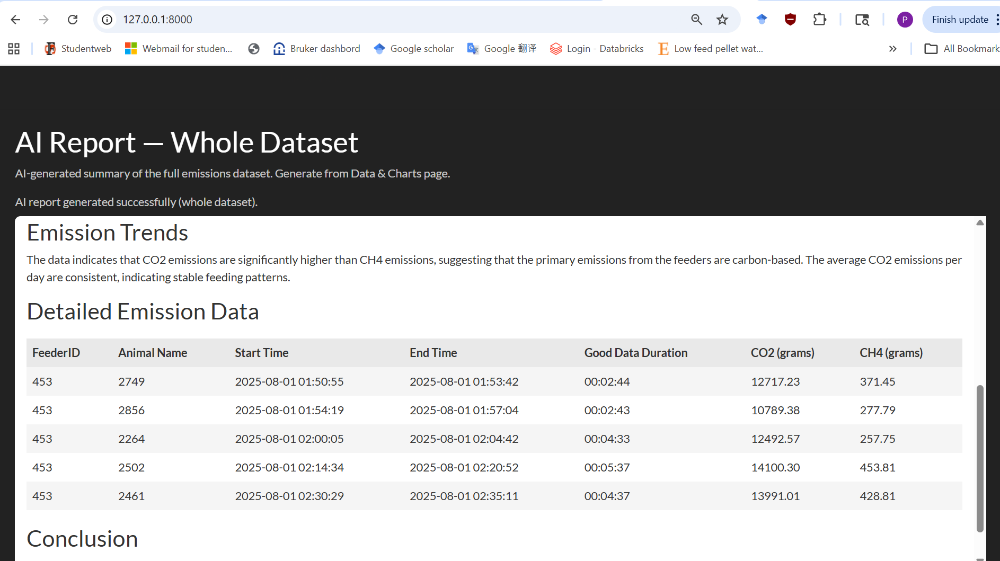 127.0.0.1:8000
P
Finish update
Studentweb
Webmail for studen...
Bruker dashbord
Google scholar
Google 翻译
Login - Databricks
Low feed pellet wat...
All Bookmark
AI Report — Whole Dataset
AI-generated summary of the full emissions dataset. Generate from Data & Charts page.
AI report generated successfully (whole dataset).
Emission Trends
The data indicates that CO2 emissions are significantly higher than CH4 emissions, suggesting that the primary emissions from the feeders are carbon-based. The average CO2 emissions per
day are consistent, indicating stable feeding patterns.
Detailed Emission Data
FeederID Animal Name Start Time End Time Good Data Duration CO2 (grams) CH4 (grams)
453 2749 2025-08-01 01:50:55 2025-08-01 01:53:42 00:02:44 12717.23 371.45
453 2856 2025-08-01 01:54:19 2025-08-01 01:57:04 00:02:43 10789.38 277.79
453 2264 2025-08-01 02:00:05 2025-08-01 02:04:42 00:04:33 12492.57 257.75
453 2502 2025-08-01 02:14:34 2025-08-01 02:20:52 00:05:37 14100.30 453.81
453 2461 2025-08-01 02:30:29 2025-08-01 02:35:11 00:04:37 13991.01 428.81
Conclusion